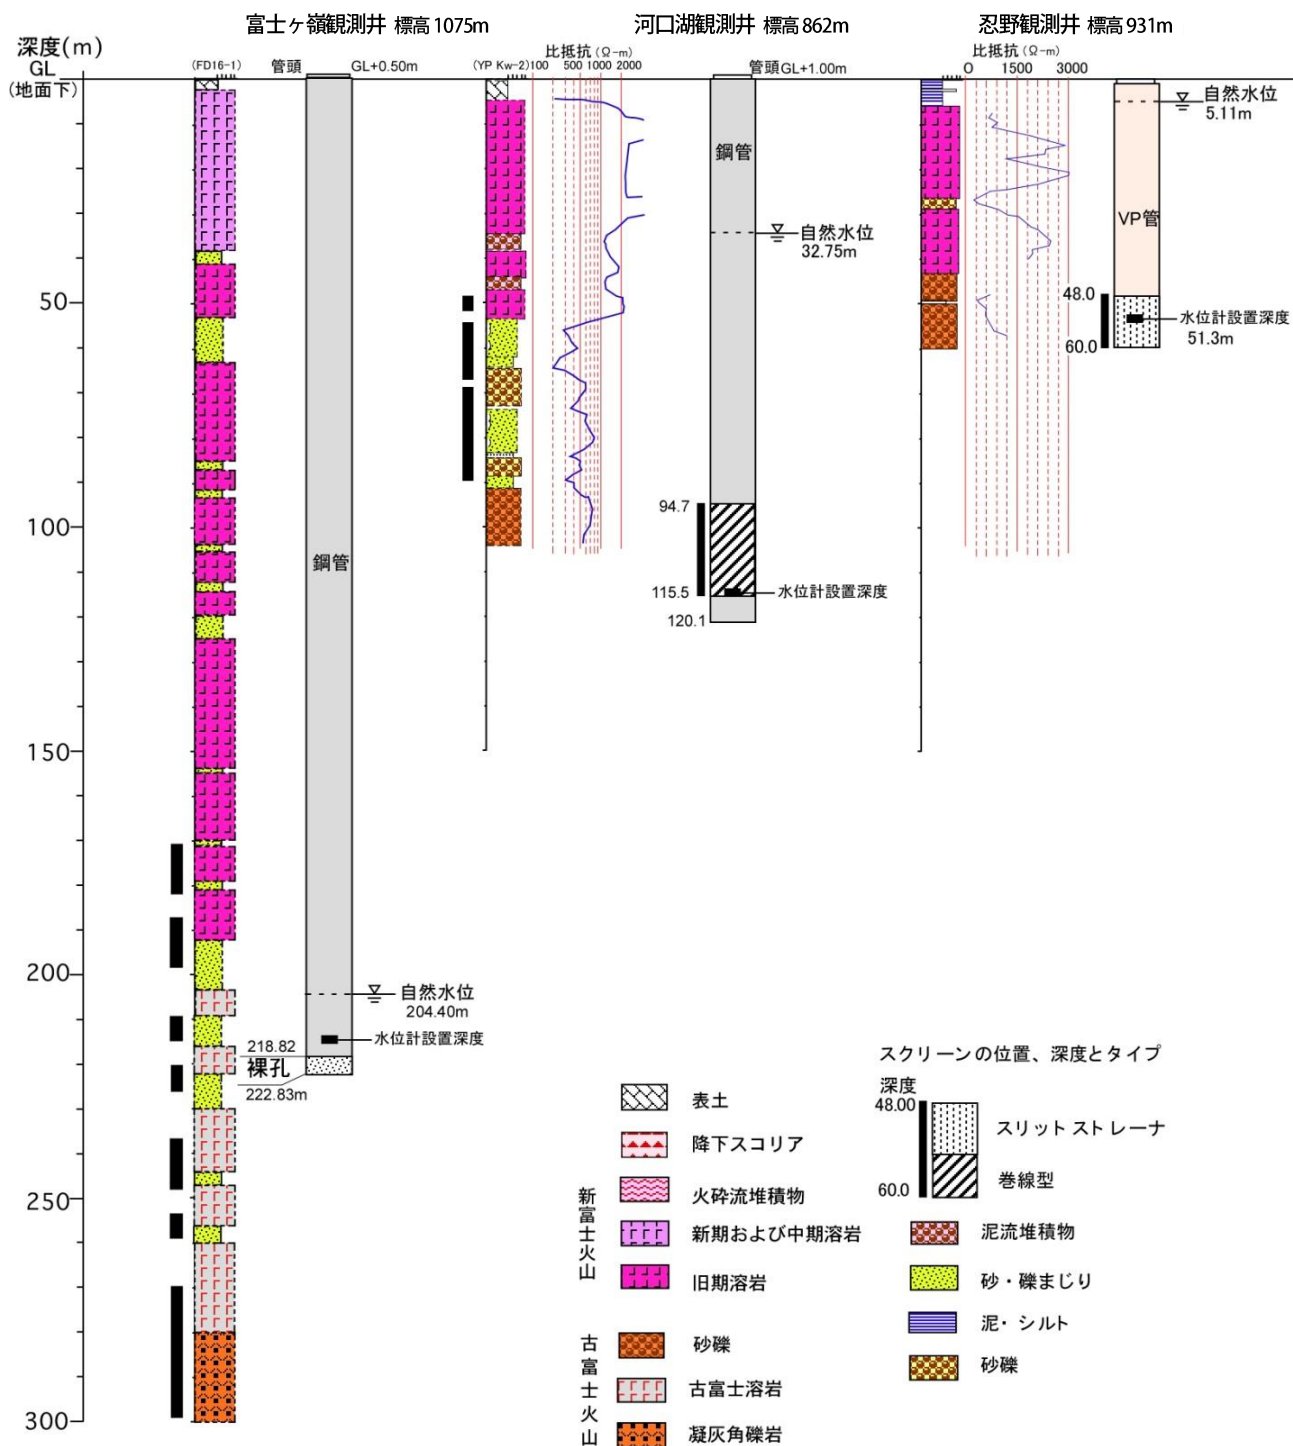 富士ヶ嶺観測井 標高1075m
河口湖観測井 標高862m
忍野観測井 標高931m
深度(m)
GL
(地面下)
(FD16-1)
管頭
GL+0.50m
比抵抗(Ω-m)
(YP Kw-2)
100
500
1000
2000
管頭GL+1.00m
比抵抗(Ω-m)
0
1500
3000
自然水位
5.11m
鋼管
VP管
自然水位
32.75m
50
48.0
水位計設置深度
51.3m
60.0
100
94.7
鋼管
115.5
水位計設置深度
120.1
150
200
自然水位
204.40m
水位計設置深度
218.82
裸孔
222.83m
250
300
スクリーンの位置、深度とタイプ
深度
48.00
60.0
スリット ストレーナ
巻線型
表土
降下スコリア
火砕流堆積物
新期および中期溶岩
旧期溶岩
新富士火山
砂礫
古富士溶岩
凝灰角礫岩
古富士火山
泥流堆積物
砂・礫まじり
泥・シルト
砂礫